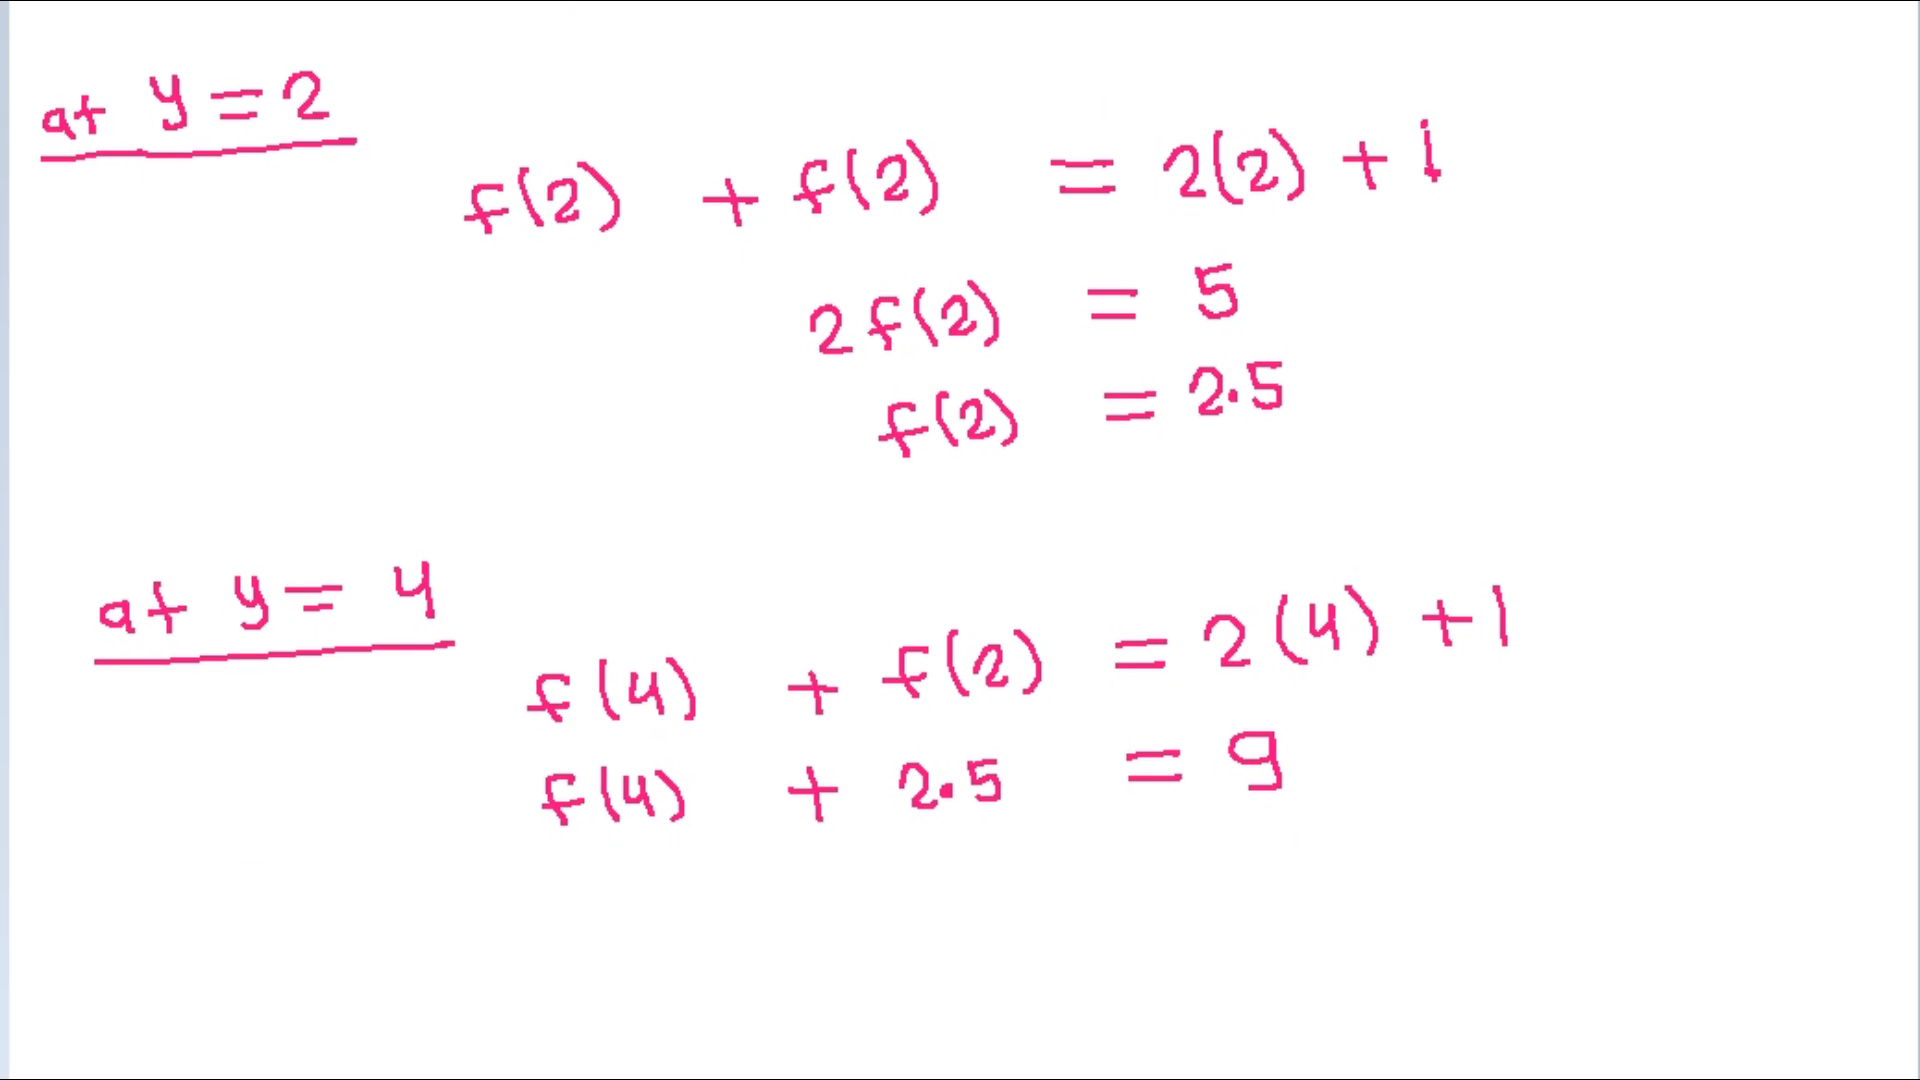 at y = 2
f(2) + f(2) = 2(2) + 1
2f(2) = 5
f(2) = 2.5
at y = 4
f(4) + f(2) = 2(4) + 1
f(4) + 2.5 = 9